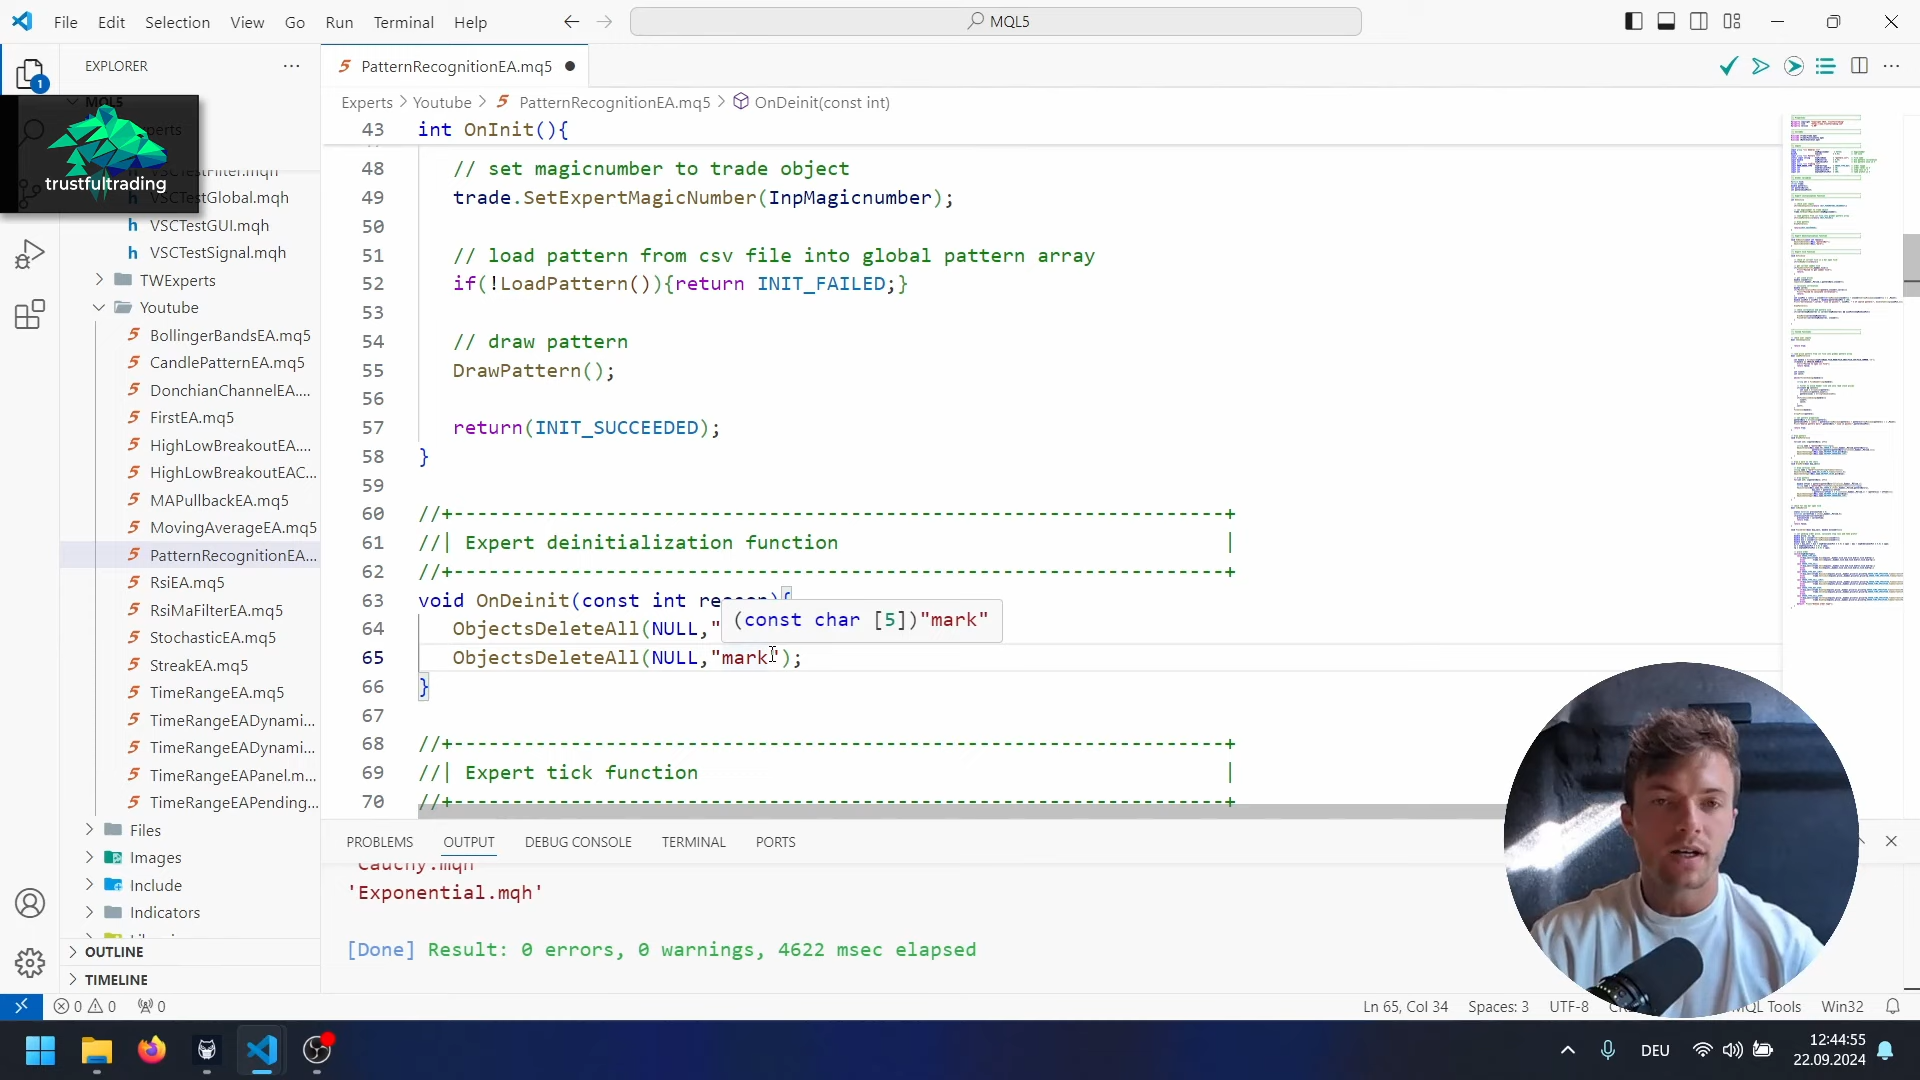 File Edit Selection View Go Run Terminal Help
MQL5
EXPLORER
PatternRecognitionEA.mq5
Experts > Youtube > PatternRecognitionEA.mq5 > OnDeinit(const int)
trustfultrading
VSCTestGlobal.mqh
VSCTestGUI.mqh
VSCTestSignal.mqh
TWExperts
Youtube
BollingerBandsEA.mq5
CandlePatternEA.mq5
DonchianChannelEA....
FirstEA.mq5
HighLowBreakoutEA....
HighLowBreakoutEAC...
MAPullbackEA.mq5
MovingAverageEA.mq5
PatternRecognitionEA...
RsiEA.mq5
RsiMaFilterEA.mq5
StochasticEA.mq5
StreakEA.mq5
TimeRangeEA.mq5
TimeRangeEADynami...
TimeRangeEADynami...
TimeRangeEAPanel.m...
TimeRangeEAPending...
Files
Images
Include
Indicators
OUTLINE
TIMELINE
43 int OnInit(){
48 // set magicnumber to trade object
49 trade.SetExpertMagicNumber(InpMagicnumber);
50
51 // load pattern from csv file into global pattern array
52 if(!LoadPattern()){return INIT_FAILED;}
53
54 // draw pattern
55 DrawPattern();
56
57 return(INIT_SUCCEEDED);
58 }
59
60 //+------------------------------------------------------------------+
61 //| Expert deinitialization function |
62 //+------------------------------------------------------------------+
63 void OnDeinit(const int reason){
(const char [5])"mark"
64 ObjectsDeleteAll(NULL,"
65 ObjectsDeleteAll(NULL,"mark");
66 }
67
68 //+------------------------------------------------------------------+
69 //| Expert tick function |
70 //+------------------------------------------------------------------+
PROBLEMS OUTPUT DEBUG CONSOLE TERMINAL PORTS
'Exponential.mqh'
[Done] Result: 0 errors, 0 warnings, 4622 msec elapsed
0 0 0
Ln 65, Col 34 Spaces: 3 UTF-8 MQL Tools Win32
DEU
12:44:55
22.09.2024